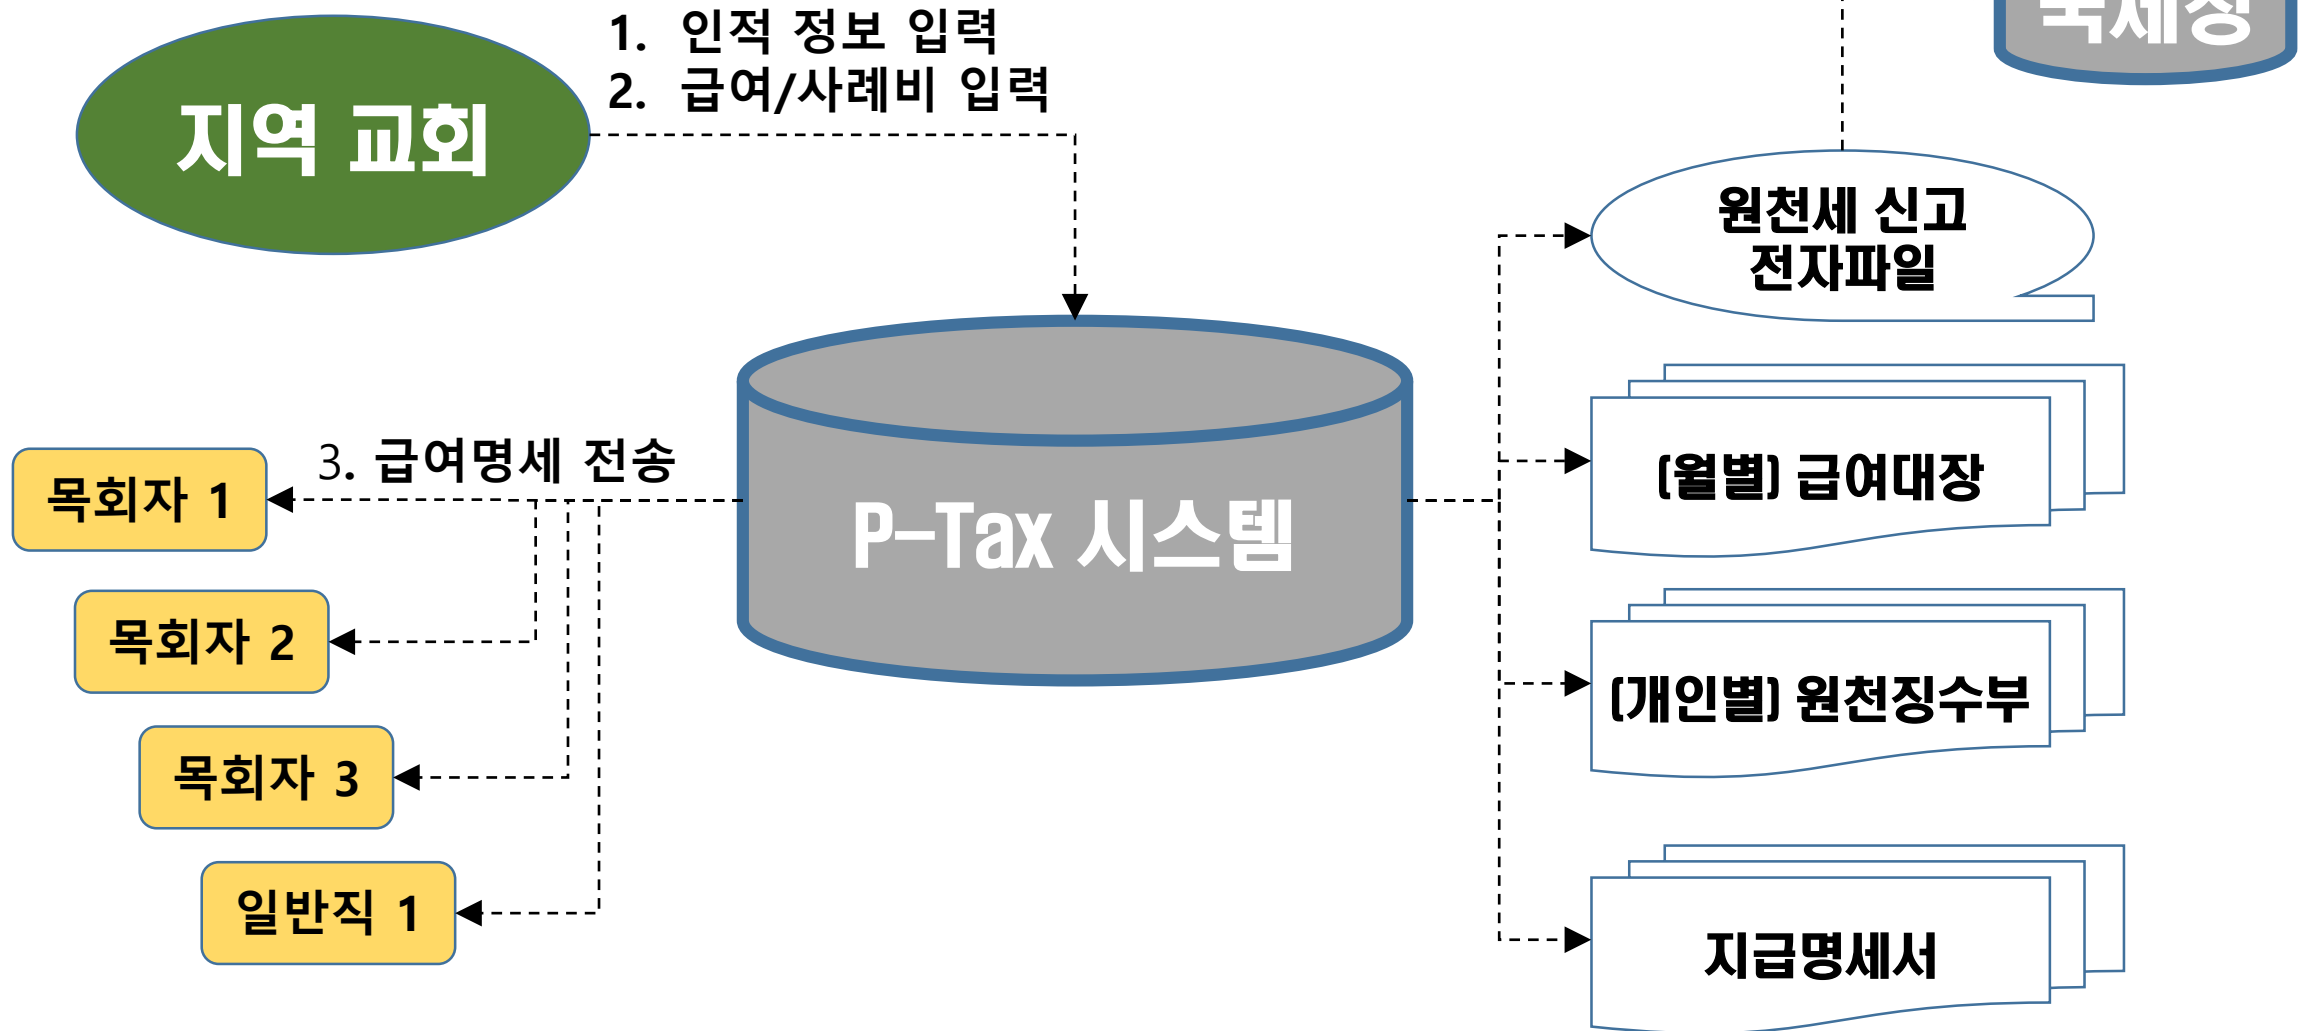 1. 인적 정보 입력
2. 급여/사례비 입력
국세청
지역 교회
원천세 신고
전자파일
3. 급여명세 전송
P-Tax 시스템
(월별) 급여대장
목회자 1
목회자 2
(개인별) 원천징수부
목회자 3
일반직 1
지급명세서